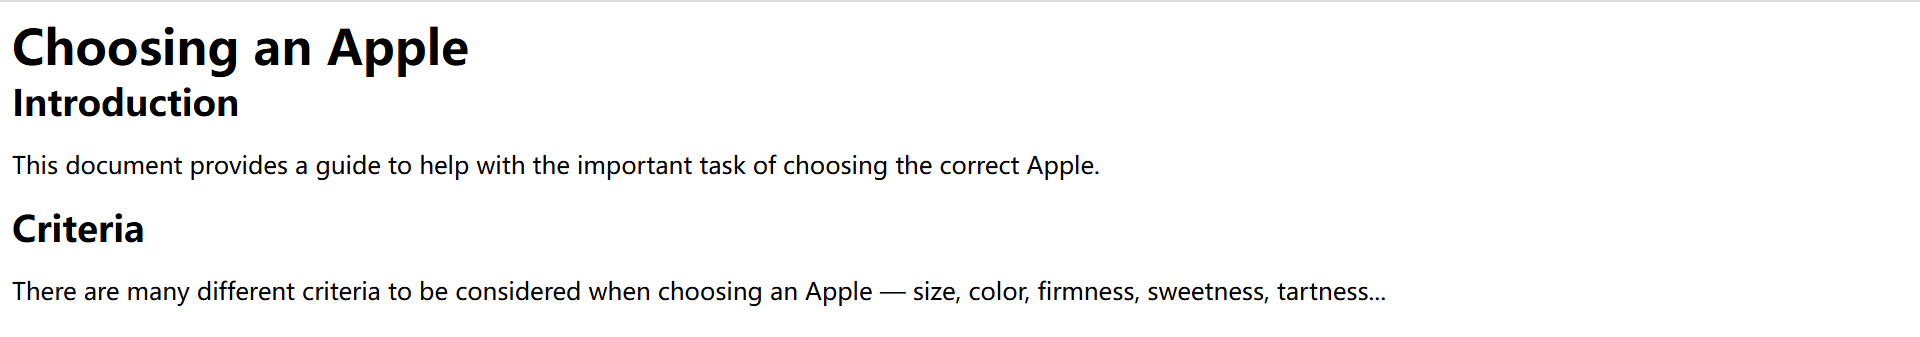 Choosing an Apple
Introduction
This document provides a guide to help with the important task of choosing the correct Apple.
Criteria
There are many different criteria to be considered when choosing an Apple — size, color, firmness, sweetness, tartness...